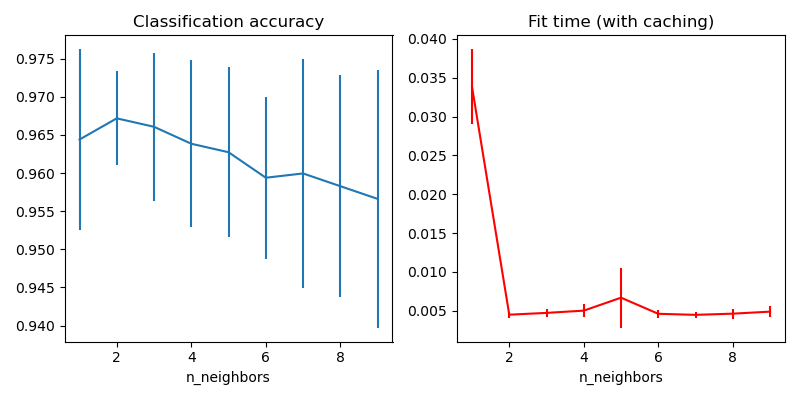 Classification accuracy
0.975
0.970
0.965
0.960
0.955
0.950
0.945
0.940
2 4 6 8
n_neighbors
Fit time (with caching)
0.040
0.035
0.030
0.025
0.020
0.015
0.010
0.005
2 4 6 8
n_neighbors